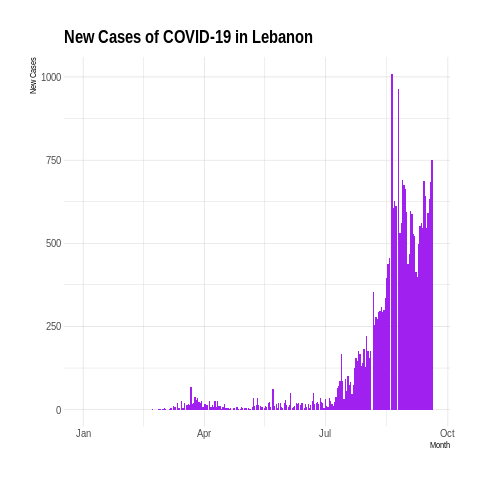 New Cases of COVID-19 in Lebanon
New Cases
1000
750
500
250
0
Jan
Apr
Jul
Oct
Month